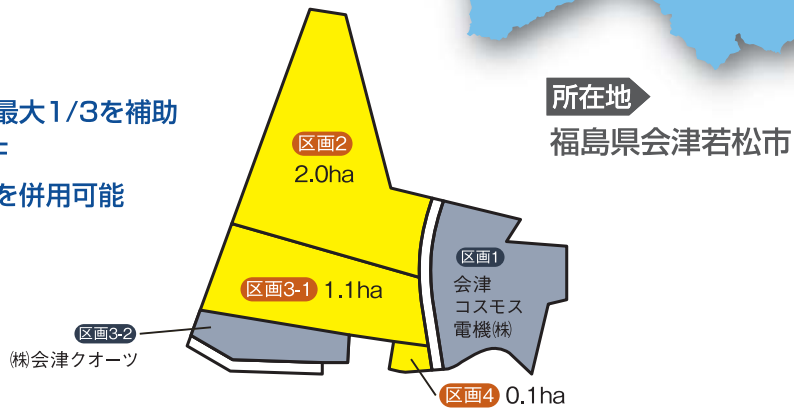 最大1/3を補助
を併用可能
所在地
福島県会津若松市
区画2
2.0ha
区画1
会津
コスモス
電機㈱
区画3-1 1.1ha
区画3-2
㈱会津クオーツ
区画4 0.1ha